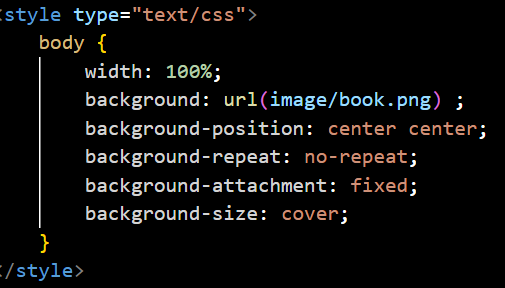 <style type="text/css">
body {
width: 100%;
background: url(image/book.png) ;
background-position: center center;
background-repeat: no-repeat;
background-attachment: fixed;
background-size: cover;
}
</style>